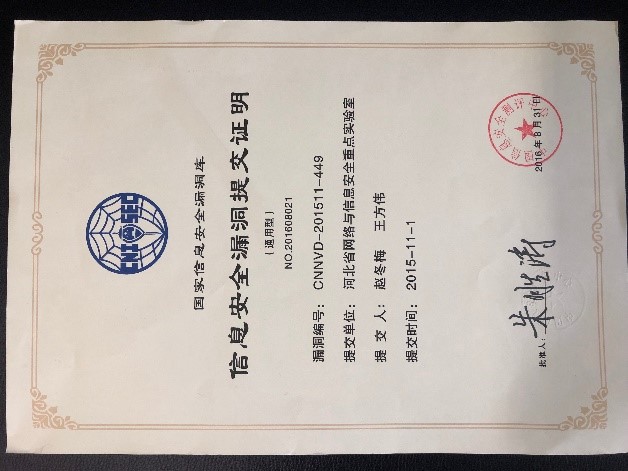 CNITSEC
国家信息安全漏洞库
信息安全漏洞提交证明
（通用型）
NO.201608021
漏洞编号：CNNVD-201511-449
提交单位：河北省网络与信息安全重点实验室
提 交 人：赵冬梅 王方伟
提交时间：2015-11-1
批准人：
2016年8月31日